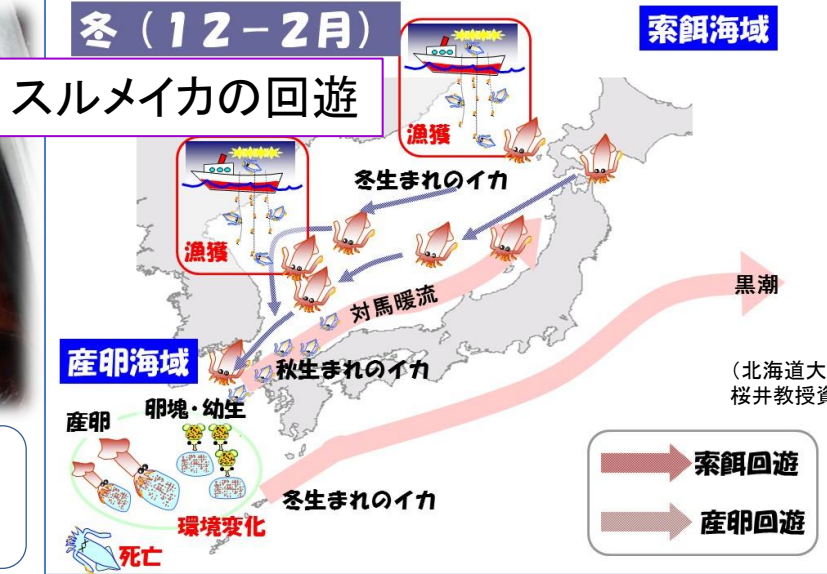 冬（12－2月）
索餌海域
スルメイカの回遊
漁獲
冬生まれのイカ
漁獲
対馬暖流
黒潮
産卵海域
秋生まれのイカ
（北海道大
桜井教授資
産卵
卵塊・幼生
索餌回遊
冬生まれのイカ
環境変化
産卵回遊
死亡